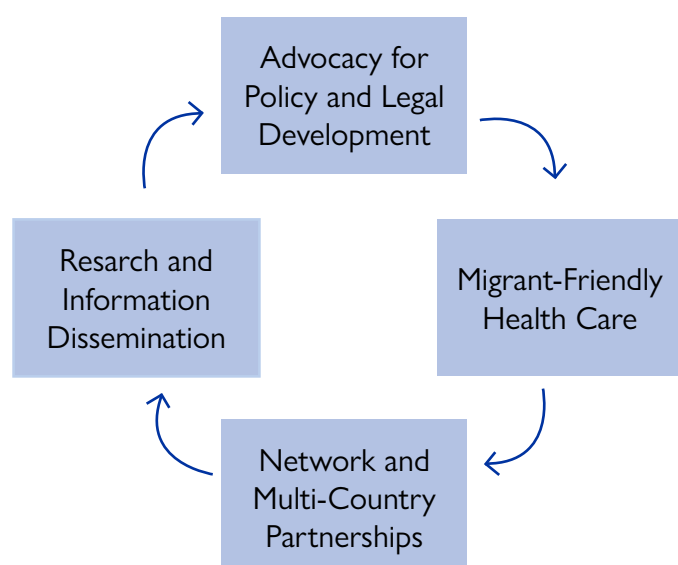 Advocacy for
Policy and Legal
Development
Migrant-Friendly
Health Care
Network and
Multi-Country
Partnerships
Resarch and
Information
Dissemination